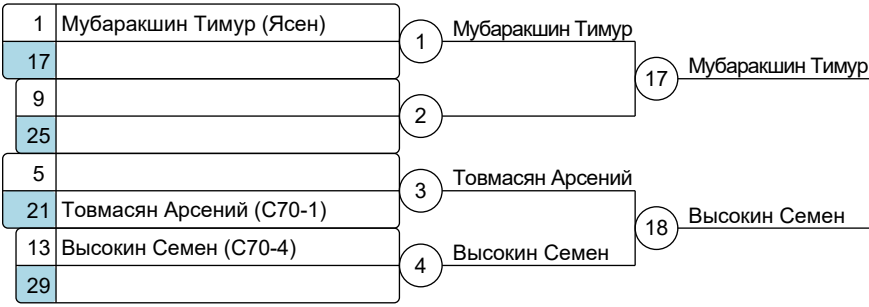 1 Мубаракшин Тимур (Ясен)
17
9
25
5
21 Товмасян Арсений (С70-1)
13 Высокин Семен (С70-4)
29
1 Мубаракшин Тимур
2
3 Товмасян Арсений
4 Высокин Семен
17 Мубаракшин Тимур
18 Высокин Семен